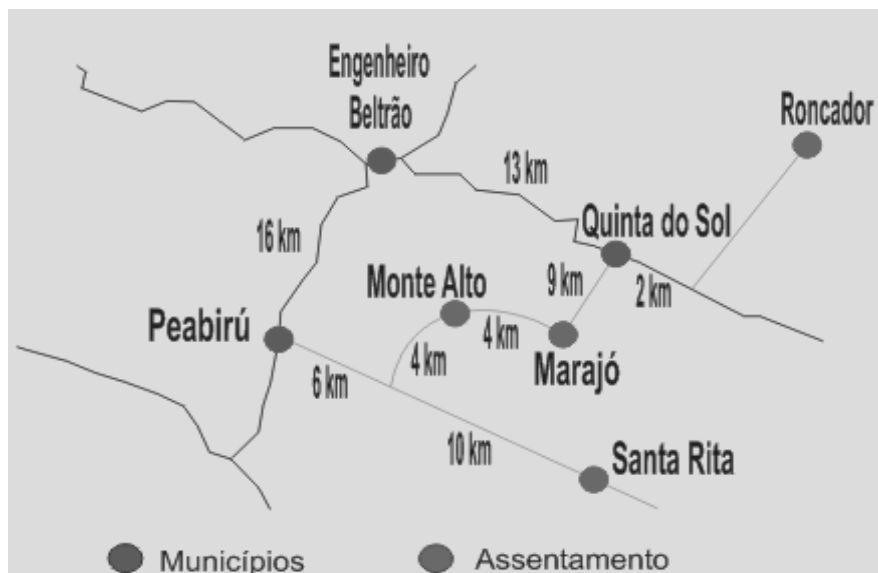 Engenheiro
Beltrão
Roncador
13 km
Quinta do Sol
16 km
Monte Alto
9 km
2 km
Peabirú
4 km
4 km
Marajó
6 km
10 km
Santa Rita
Municípios
Assentamento